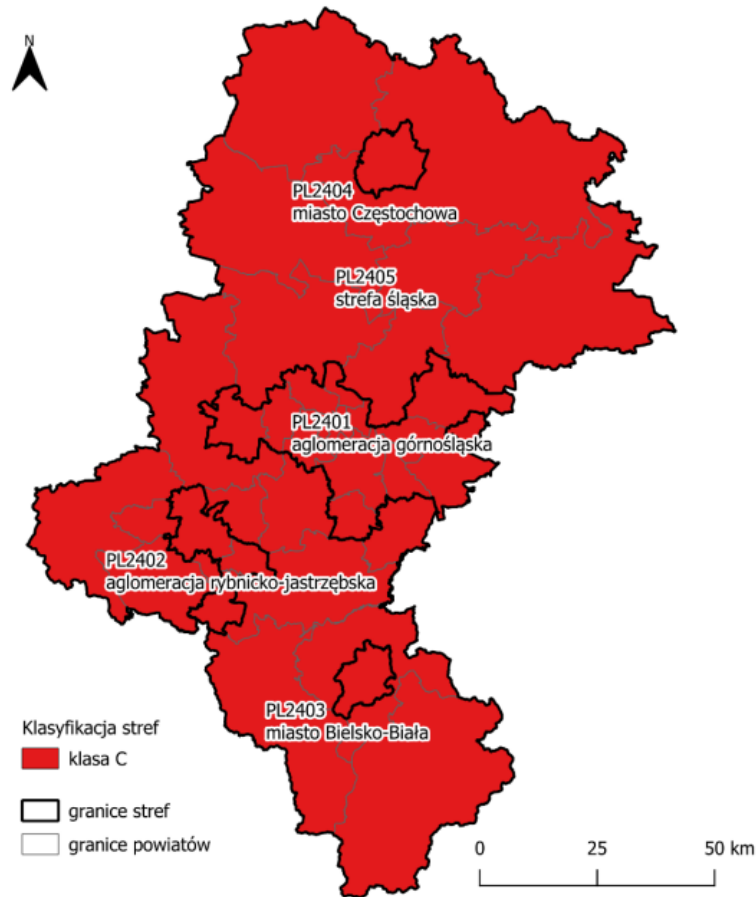 N
PL2404
miasto Częstochowa
PL2405
strefa śląska
PL2401
aglomeracja górnośląska
PL2402
aglomeracja rybnicko-jastrzębska
PL2403
miasto Bielsko-Biała
Klasyfikacja stref
klasa C
granice stref
granice powiatów
0 25 50 km